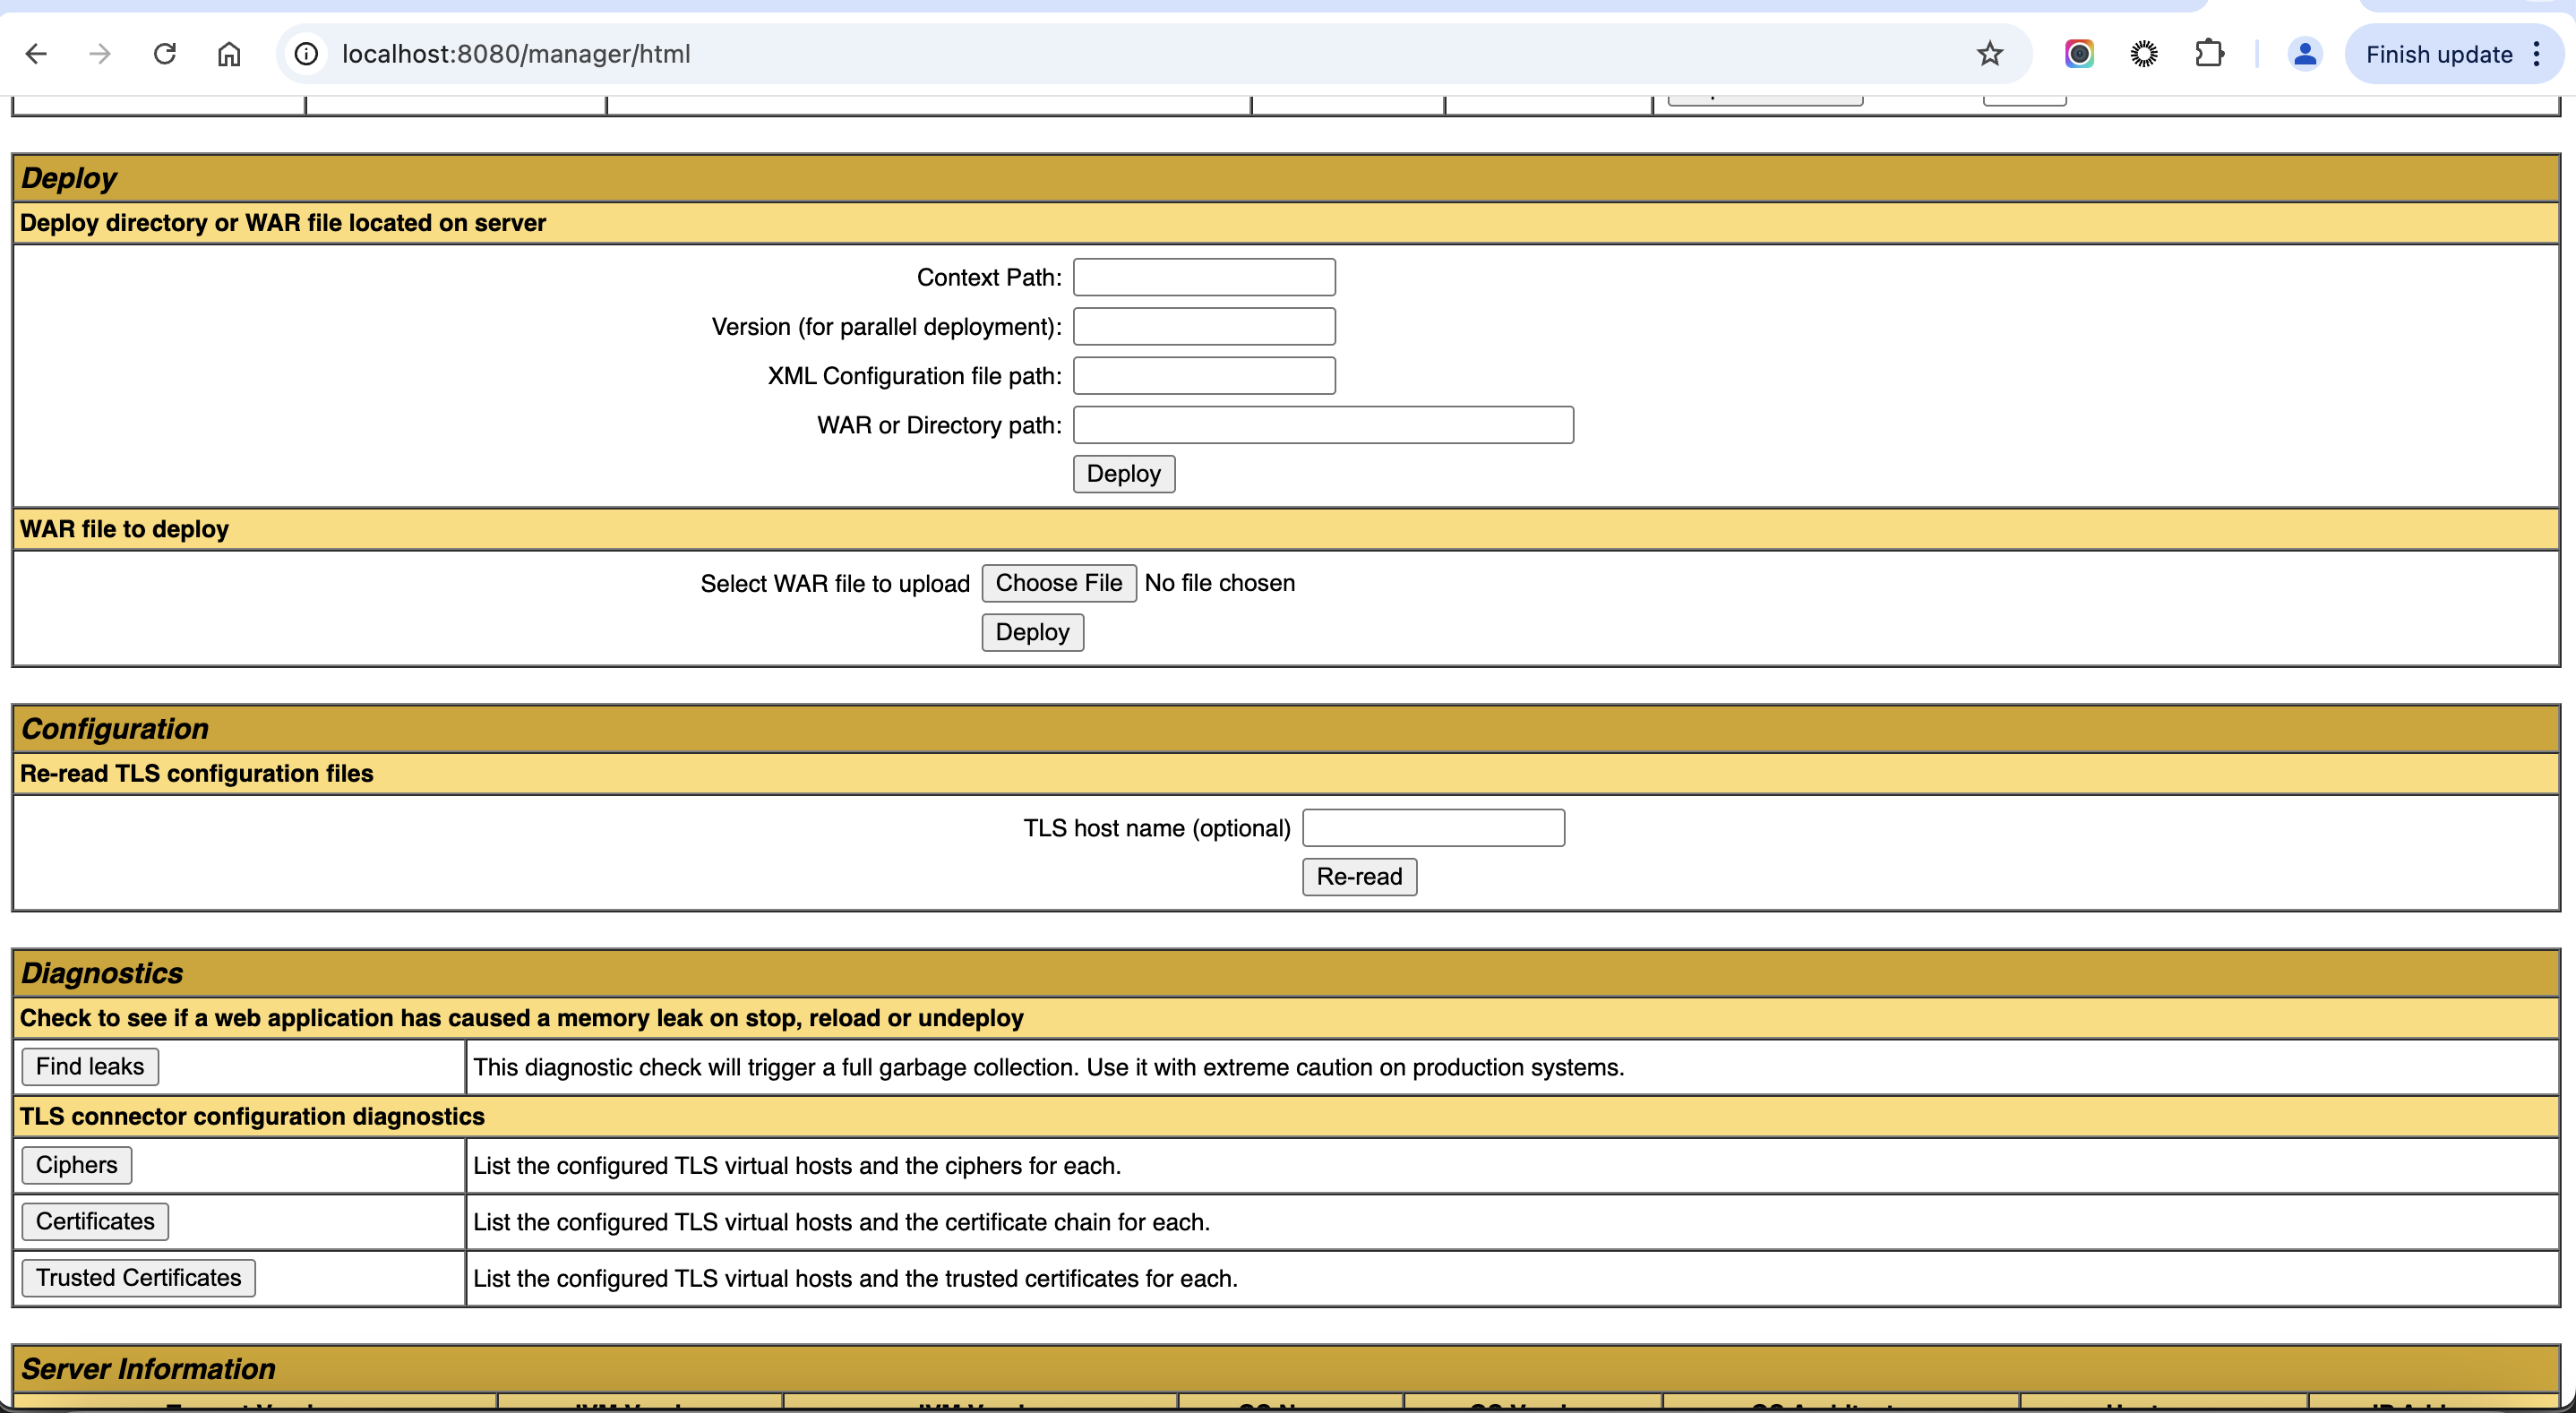 localhost:8080/manager/html
Finish update
Deploy
Deploy directory or WAR file located on server
Context Path:
Version (for parallel deployment):
XML Configuration file path:
WAR or Directory path:
Deploy
WAR file to deploy
Select WAR file to upload Choose File No file chosen
Deploy
Configuration
Re-read TLS configuration files
TLS host name (optional)
Re-read
Diagnostics
Check to see if a web application has caused a memory leak on stop, reload or undeploy
Find leaks This diagnostic check will trigger a full garbage collection. Use it with extreme caution on production systems.
TLS connector configuration diagnostics
Ciphers List the configured TLS virtual hosts and the ciphers for each.
Certificates List the configured TLS virtual hosts and the certificate chain for each.
Trusted Certificates List the configured TLS virtual hosts and the trusted certificates for each.
Server Information